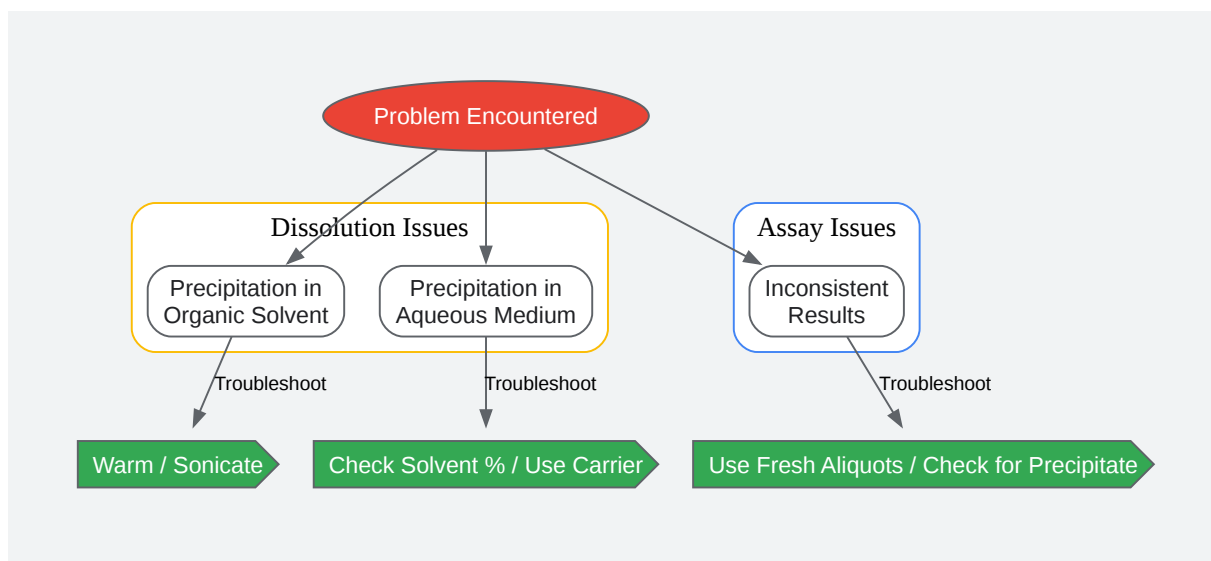 Problem Encountered
Dissolution Issues
Assay Issues
Precipitation in
Organic Solvent
Precipitation in
Aqueous Medium
Inconsistent
Results
Troubleshoot
Troubleshoot
Troubleshoot
Warm / Sonicate
Check Solvent % / Use Carrier
Use Fresh Aliquots / Check for Precipitate